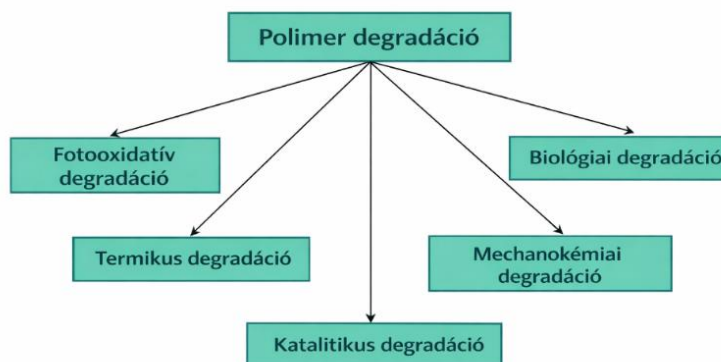 Polimer degradáció
Fotooxidatív
degradáció
Biológiai degradáció
Termikus degradáció
Mechanokémiai
degradáció
Katalitikus degradáció